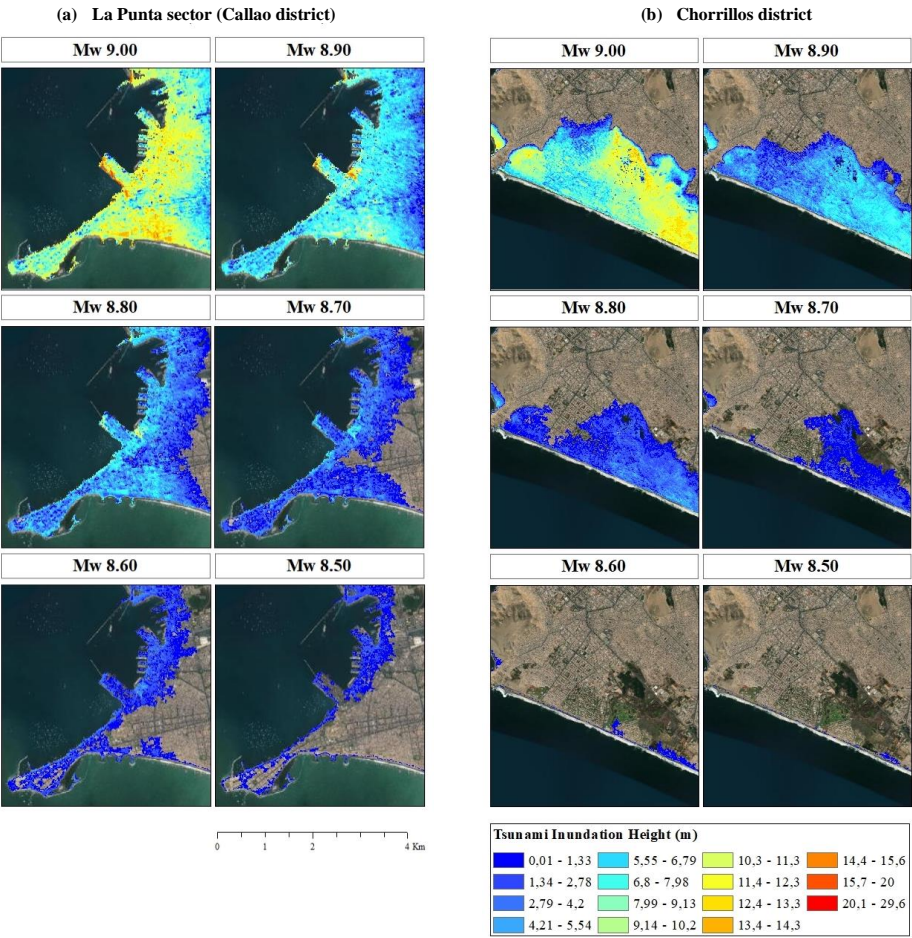 (a) La Punta sector (Callao district)
(b) Chorrillos district
Mw 9.00
Mw 8.90
Mw 9.00
Mw 8.90
Mw 8.80
Mw 8.70
Mw 8.80
Mw 8.70
Mw 8.60
Mw 8.50
Mw 8.60
Mw 8.50
0 1 2 4 Km
Tsunami Inundation Height (m)
0,01 - 1,33 5,55 - 6,79 10,3 - 11,3 14,4 - 15,6
1,34 - 2,78 6,8 - 7,98 11,4 - 12,3 15,7 - 20
2,79 - 4,2 7,99 - 9,13 12,4 - 13,3 20,1 - 29,6
4,21 - 5,54 9,14 - 10,2 13,4 - 14,3